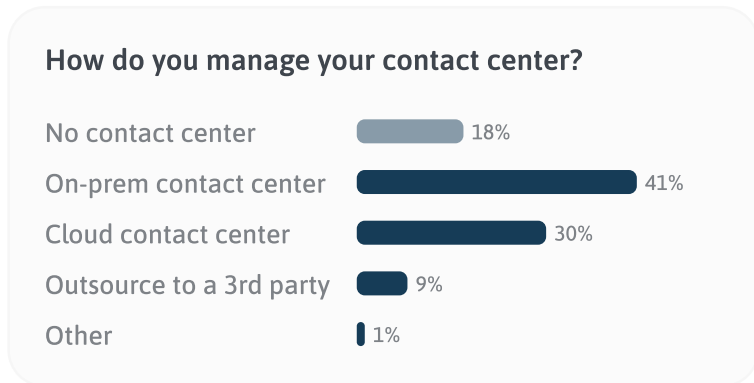 How do you manage your contact center?
No contact center 18%
On-prem contact center 41%
Cloud contact center 30%
Outsource to a 3rd party 9%
Other 1%